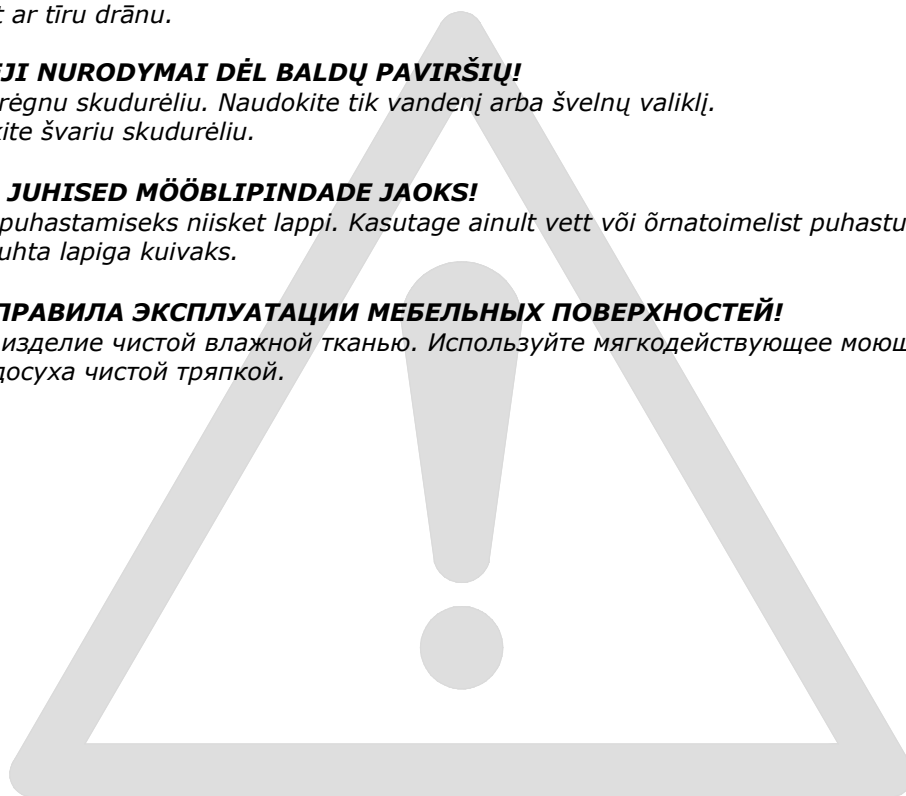 t ar tīru drānu.
EJI NURODYMAI DĖL BALDŲ PAVIRŠIŲ!
rėgnu skudurėliu. Naudokite tik vandenį arba švelnų valiklį.
kite švariu skudurėliu.
JUHISED MÖÖBLIPINDADE JAOKS!
puhastamiseks niisket lappi. Kasutage ainult vett või õrnatoimelist puhastu
uhta lapiga kuivaks.
ПРАВИЛА ЭКСПЛУАТАЦИИ МЕБЕЛЬНЫХ ПОВЕРХНОСТЕЙ!
изделие чистой влажной тканью. Используйте мягкодействующее моющ
досуха чистой тряпкой.